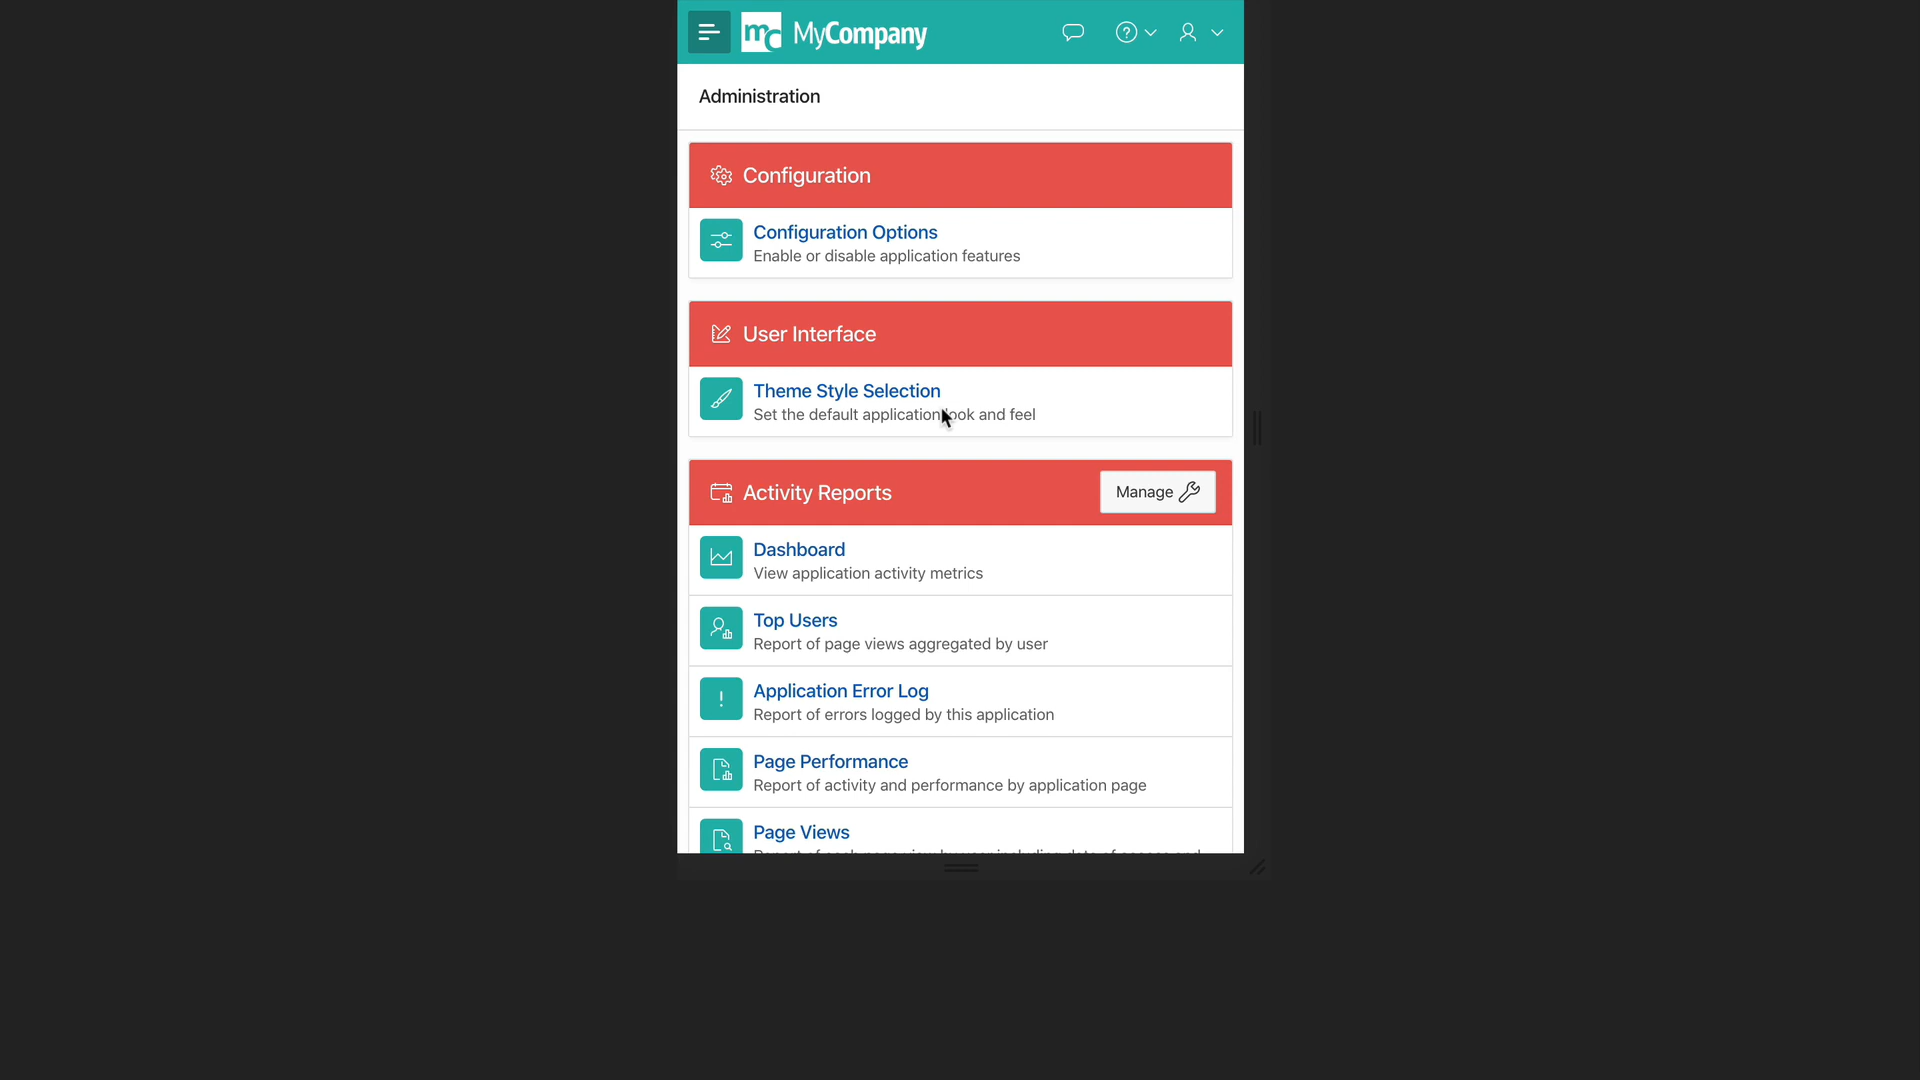 mc MyCompany
Administration
Configuration
Configuration Options
Enable or disable application features
User Interface
Theme Style Selection
Set the default application look and feel
Activity Reports
Manage
Dashboard
View application activity metrics
Top Users
Report of page views aggregated by user
!
Application Error Log
Report of errors logged by this application
Page Performance
Report of activity and performance by application page
Page Views